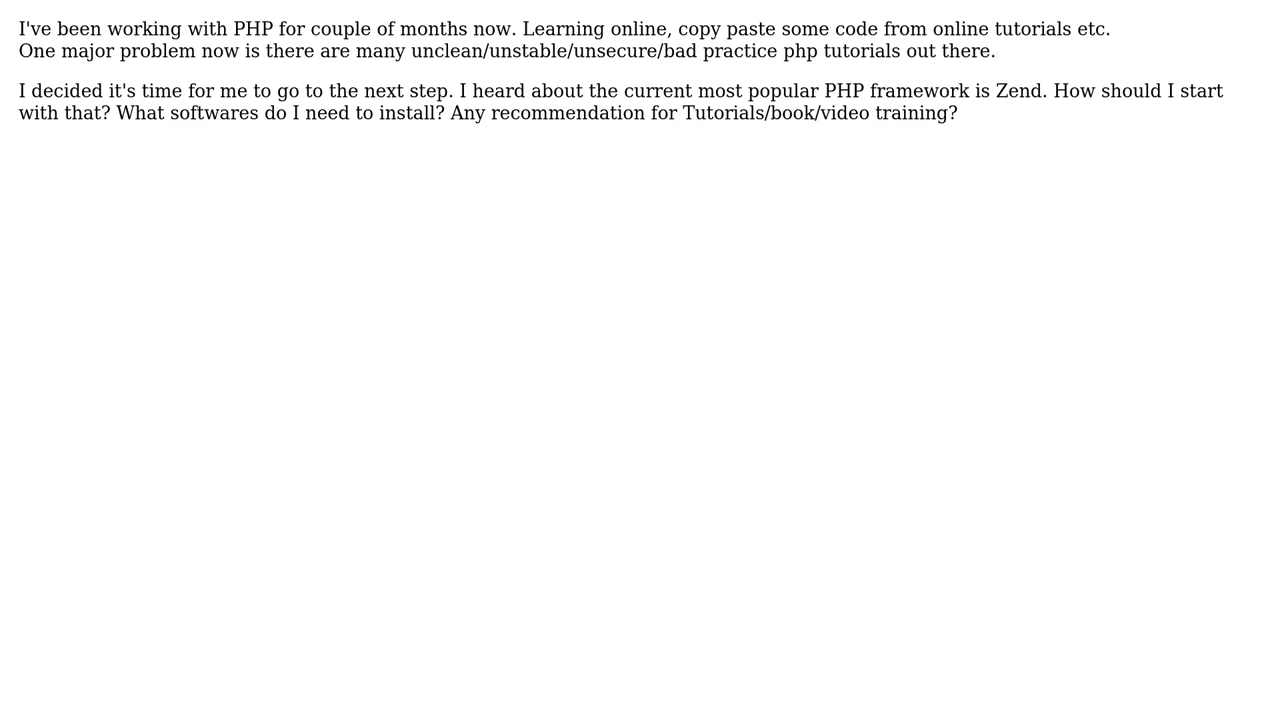 I've been working with PHP for couple of months now. Learning online, copy paste some code from online tutorials etc.
One major problem now is there are many unclean/unstable/unsecure/bad practice php tutorials out there.
I decided it's time for me to go to the next step. I heard about the current most popular PHP framework is Zend. How should I start
with that? What softwares do I need to install? Any recommendation for Tutorials/book/video training?